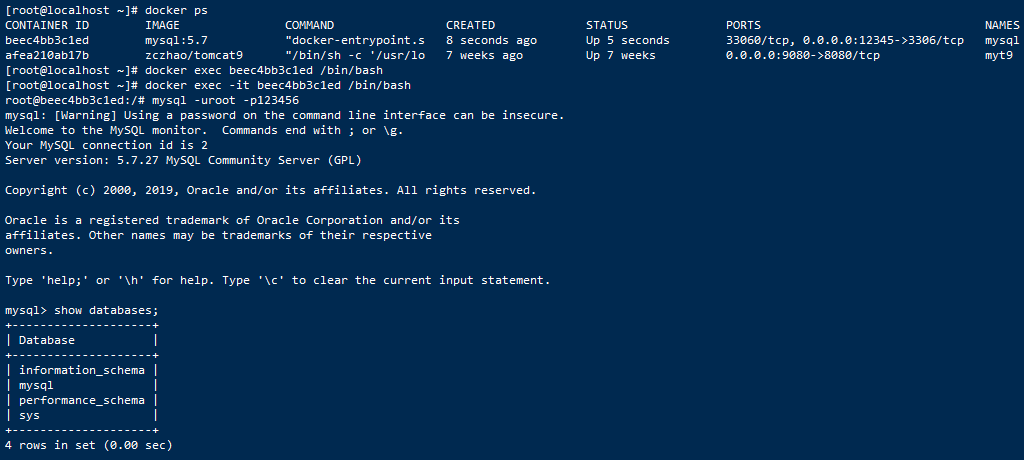 [root@localhost ~]# docker ps
CONTAINER ID        IMAGE               COMMAND                CREATED             STATUS              PORTS                                NAMES
beec4bb3c1ed        mysql:5.7           "docker-entrypoint.s   8 seconds ago       Up 5 seconds        33060/tcp, 0.0.0.0:12345->3306/tcp   mysql
afea210ab17b        zczhao/tomcat9      "/bin/sh -c '/usr/lo   7 weeks ago         Up 7 weeks          0.0.0.0:9080->8080/tcp               myt9
[root@localhost ~]# docker exec beec4bb3c1ed /bin/bash
[root@localhost ~]# docker exec -it beec4bb3c1ed /bin/bash
root@beec4bb3c1ed:/# mysql -uroot -p123456
mysql: [Warning] Using a password on the command line interface can be insecure.
Welcome to the MySQL monitor.  Commands end with ; or \g.
Your MySQL connection id is 2
Server version: 5.7.27 MySQL Community Server (GPL)

Copyright (c) 2000, 2019, Oracle and/or its affiliates. All rights reserved.

Oracle is a registered trademark of Oracle Corporation and/or its
affiliates. Other names may be trademarks of their respective
owners.

Type 'help;' or '\h' for help. Type '\c' to clear the current input statement.

mysql> show databases;
+--------------------+
| Database           |
+--------------------+
| information_schema |
| mysql              |
| performance_schema |
| sys                |
+--------------------+
4 rows in set (0.00 sec)